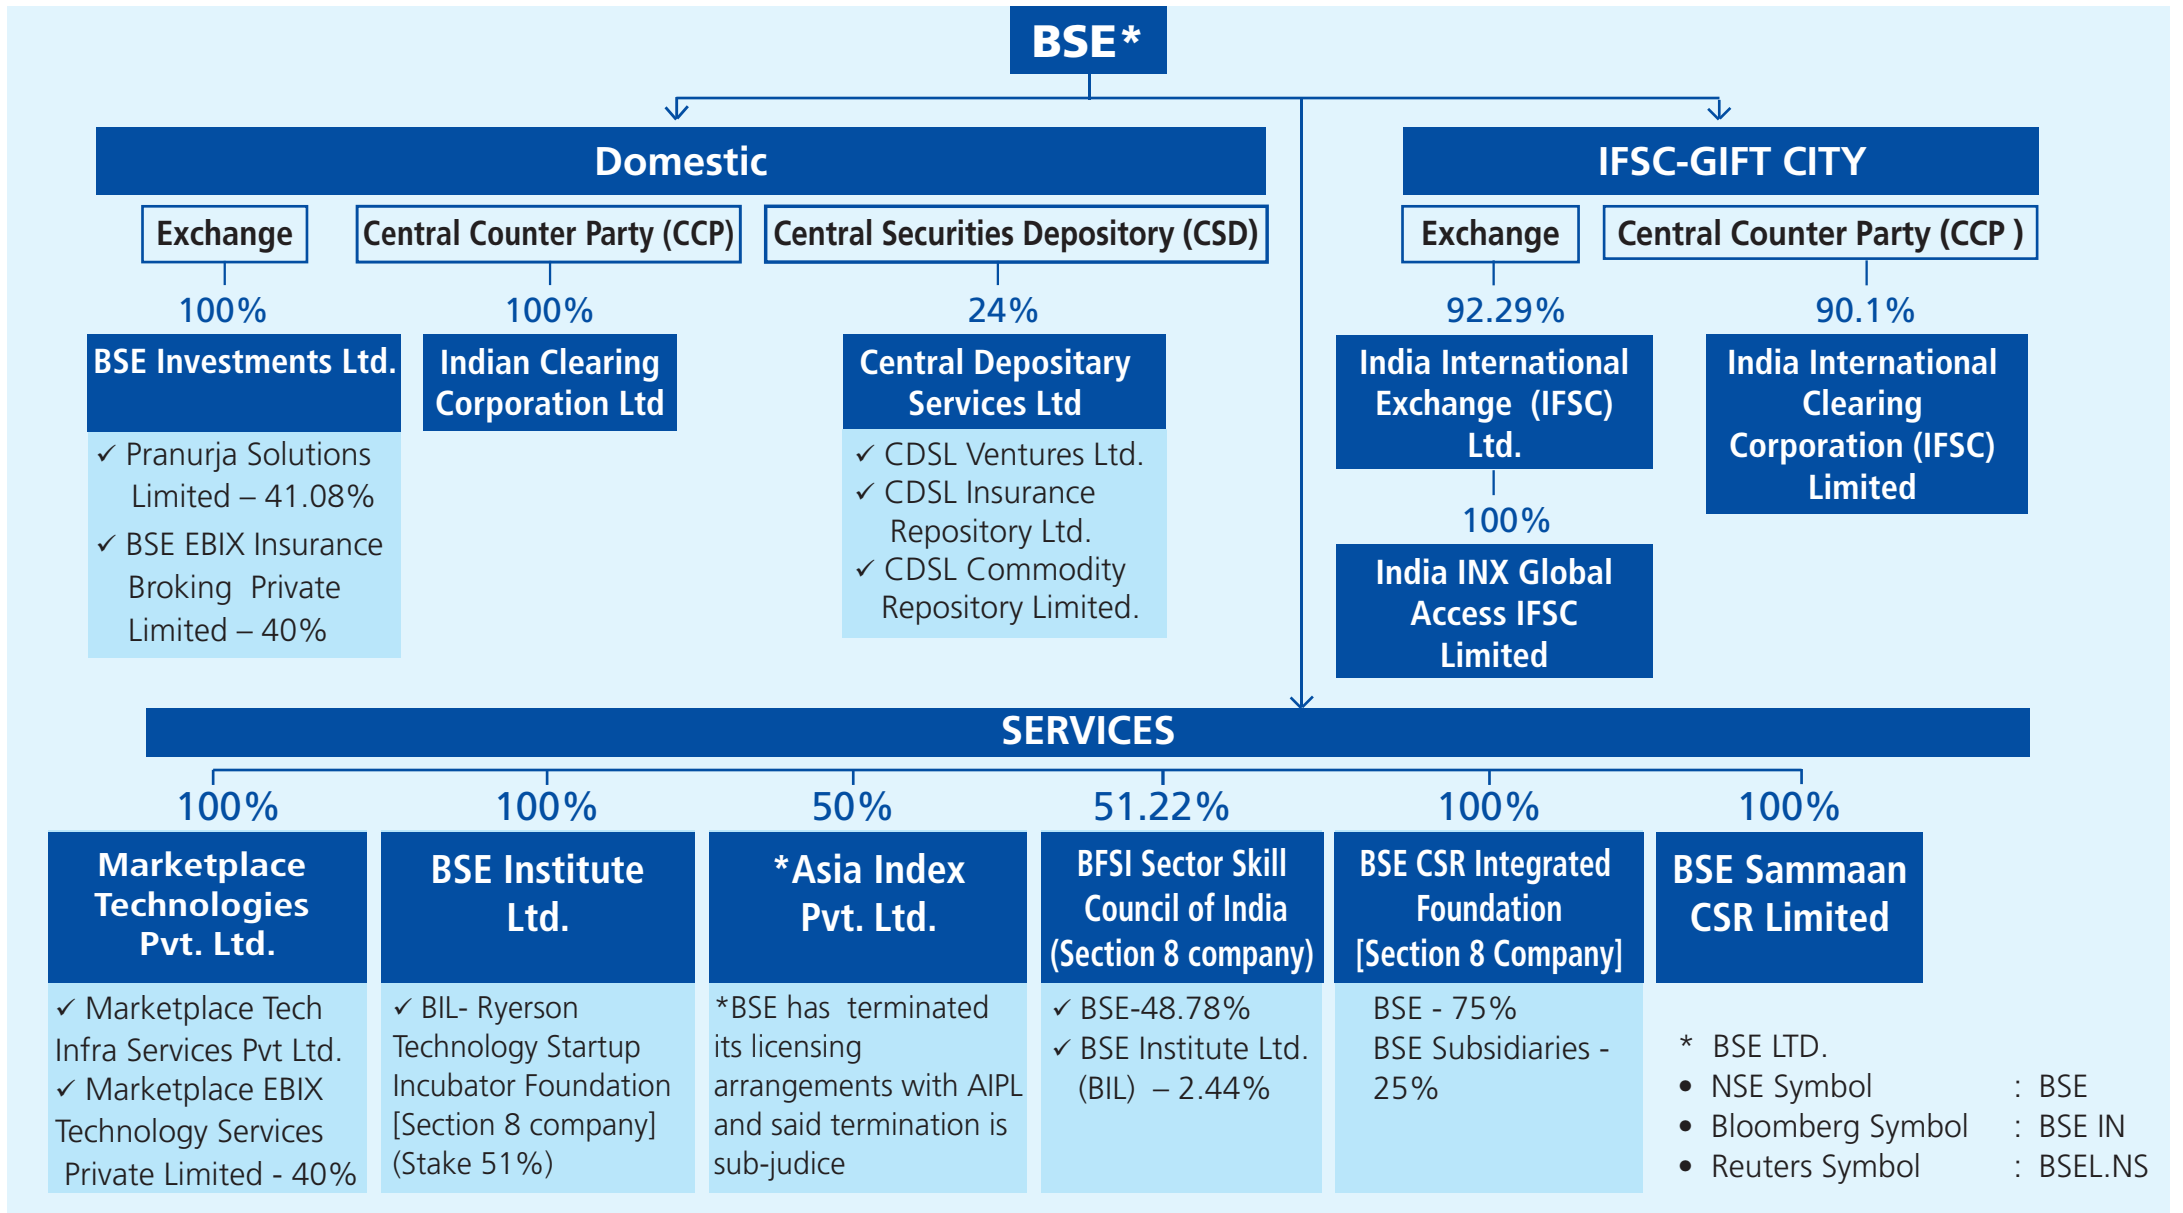 BSE*
Domestic
Exchange
100%
BSE Investments Ltd.
✓ Pranurja Solutions
Limited – 41.08%
✓ BSE EBIX Insurance
Broking Private
Limited – 40%
Central Counter Party (CCP)
100%
Indian Clearing
Corporation Ltd
Central Securities Depository (CSD)
24%
Central Depositary
Services Ltd
✓ CDSL Ventures Ltd.
✓ CDSL Insurance
Repository Ltd.
✓ CDSL Commodity
Repository Limited.
IFSC-GIFT CITY
Exchange
92.29%
India International
Exchange (IFSC)
Ltd.
100%
India INX Global
Access IFSC
Limited
Central Counter Party (CCP )
90.1%
India International
Clearing
Corporation (IFSC)
Limited
SERVICES
100%
Marketplace
Technologies
Pvt. Ltd.
✓ Marketplace Tech
Infra Services Pvt Ltd.
✓ Marketplace EBIX
Technology Services
Private Limited - 40%
100%
BSE Institute
Ltd.
✓ BIL- Ryerson
Technology Startup
Incubator Foundation
[Section 8 company]
(Stake 51%)
50%
*Asia Index
Pvt. Ltd.
*BSE has terminated
its licensing
arrangements with AIPL
and said termination is
sub-judice
51.22%
BFSI Sector Skill
Council of India
(Section 8 company)
✓ BSE-48.78%
✓ BSE Institute Ltd.
(BIL) – 2.44%
100%
BSE CSR Integrated
Foundation
[Section 8 Company]
BSE - 75%
BSE Subsidiaries -
25%
100%
BSE Sammaan
CSR Limited
* BSE LTD.
• NSE Symbol : BSE
• Bloomberg Symbol : BSE IN
• Reuters Symbol : BSEL.NS